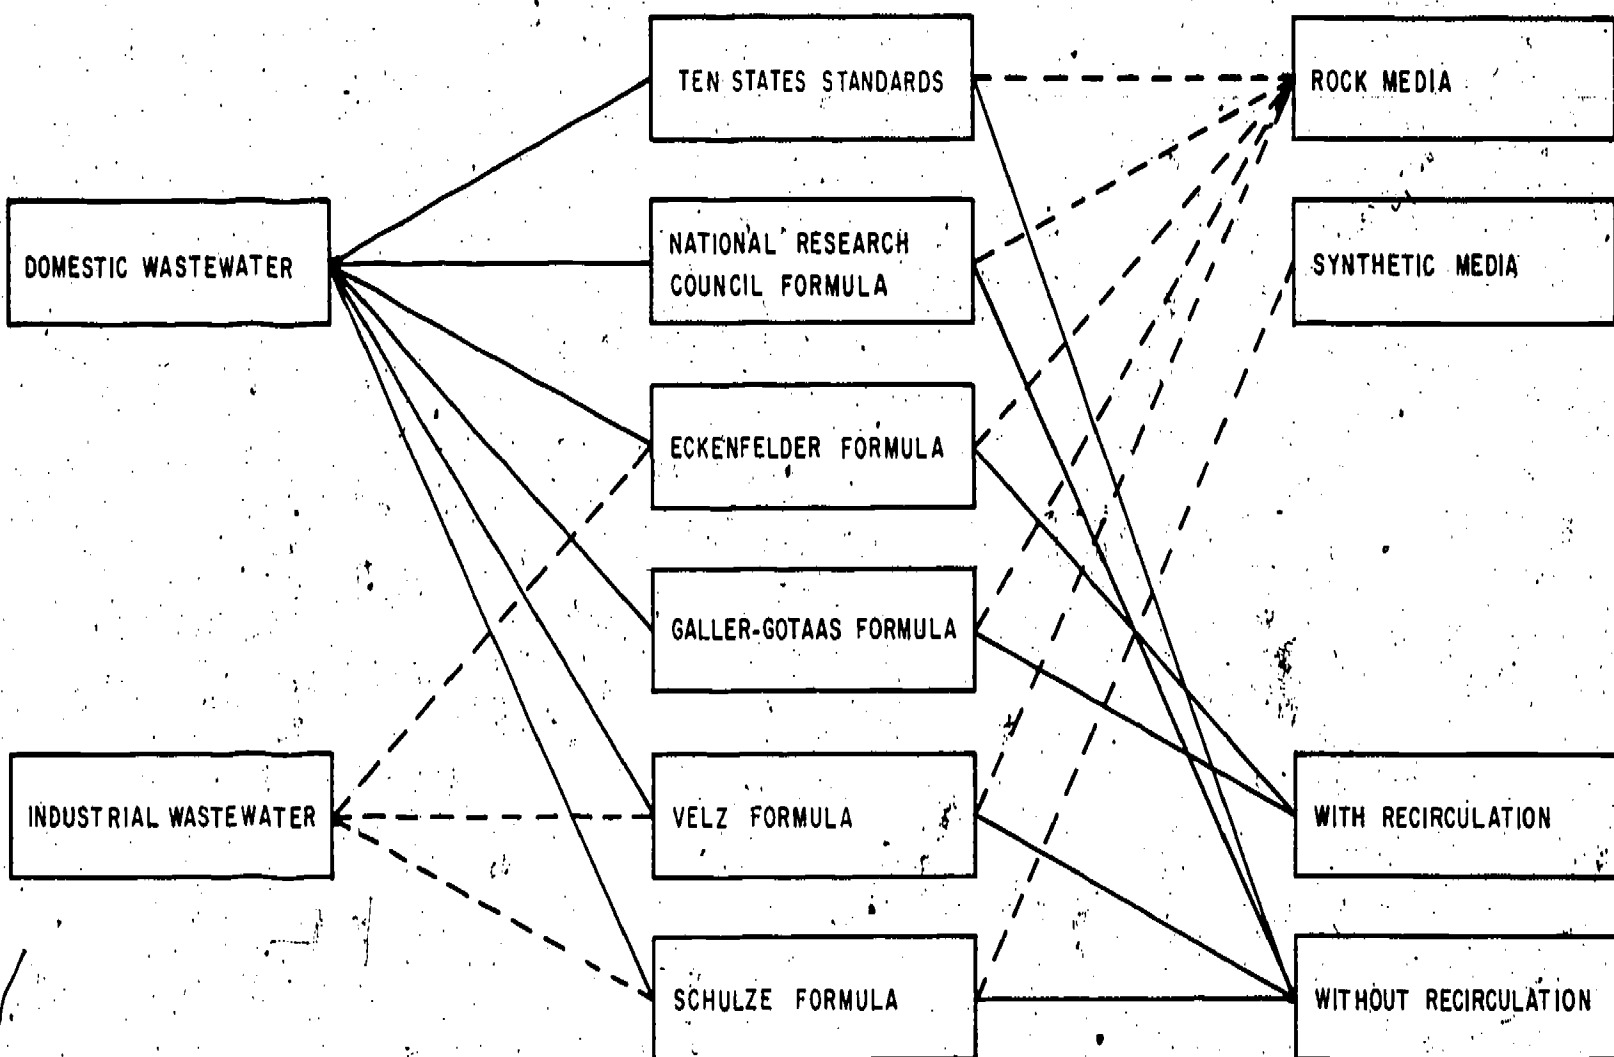 TEN STATES STANDARDS
ROCK MEDIA
DOMESTIC WASTEWATER
NATIONAL RESEARCH
COUNCIL FORMULA
SYNTHETIC MEDIA
ECKENFELDER FORMULA
GALLER-GOTAAS FORMULA
INDUSTRIAL WASTEWATER
VELZ FORMULA
WITH RECIRCULATION
SCHULZE FORMULA
WITHOUT RECIRCULATION